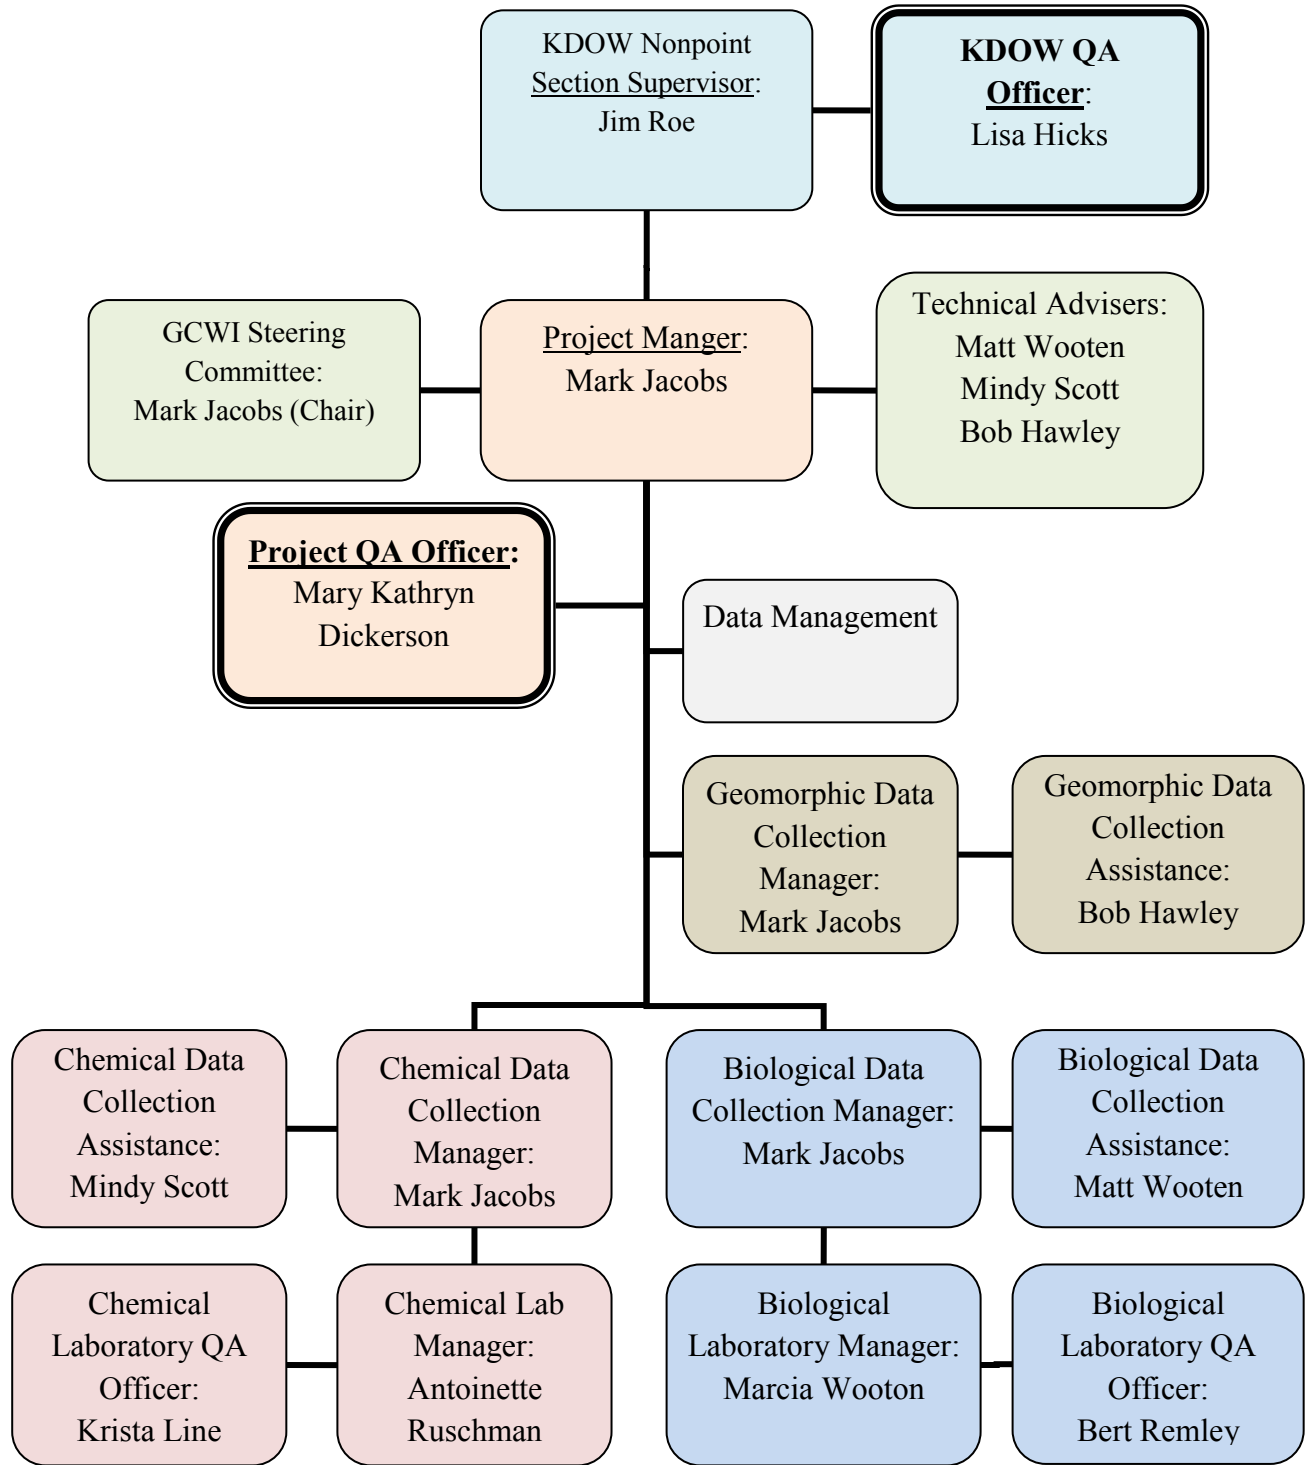 KDOW Nonpoint
Section Supervisor:
Jim Roe
KDOW QA
Officer:
Lisa Hicks
GCWI Steering
Committee:
Mark Jacobs (Chair)
Project Manger:
Mark Jacobs
Technical Advisers:
Matt Wooten
Mindy Scott
Bob Hawley
Project QA Officer:
Mary Kathryn
Dickerson
Data Management
Geomorphic Data
Collection
Manager:
Mark Jacobs
Geomorphic Data
Collection
Assistance:
Bob Hawley
Chemical Data
Collection
Assistance:
Mindy Scott
Chemical Data
Collection
Manager:
Mark Jacobs
Biological Data
Collection Manager:
Mark Jacobs
Biological Data
Collection
Assistance:
Matt Wooten
Chemical
Laboratory QA
Officer:
Krista Line
Chemical Lab
Manager:
Antoinette
Ruschman
Biological
Laboratory Manager:
Marcia Wooton
Biological
Laboratory QA
Officer:
Bert Remley